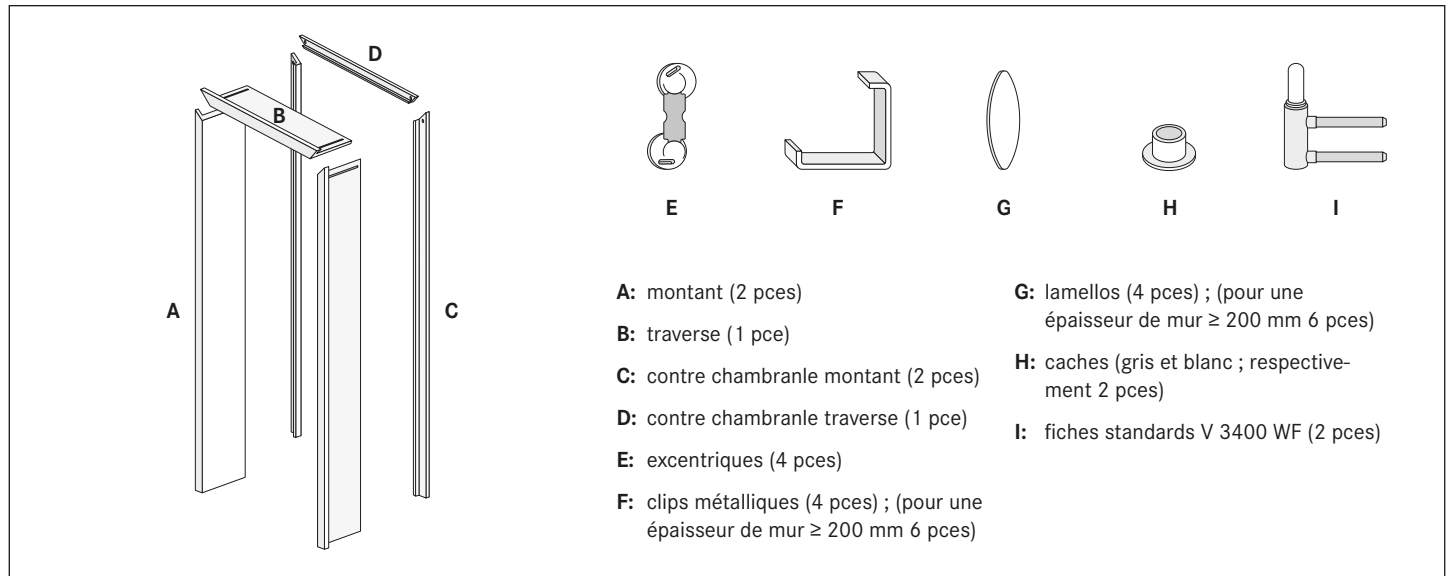 D
B
A
C
E
F
G
H
I
A: montant (2 pces)
B: traverse (1 pce)
C: contre chambranle montant (2 pces)
D: contre chambranle traverse (1 pce)
E: excentriques (4 pces)
F: clips métalliques (4 pces) ; (pour une
épaisseur de mur ≥ 200 mm 6 pces)
G: lamellos (4 pces) ; (pour une
épaisseur de mur ≥ 200 mm 6 pces)
H: caches (gris et blanc ; respective-
ment 2 pces)
I: fiches standards V 3400 WF (2 pces)